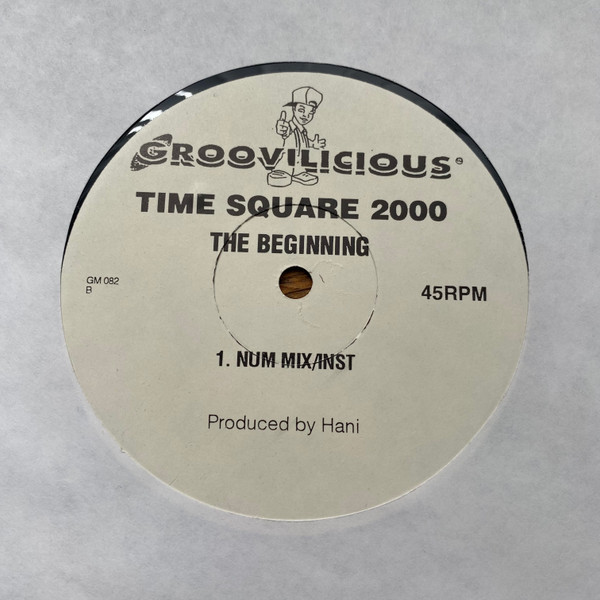 GROOVILICIOUS®
TIME SQUARE 2000
THE BEGINNING
GM 082
B
45RPM
1. NUM MIX/INST
Produced by Hani